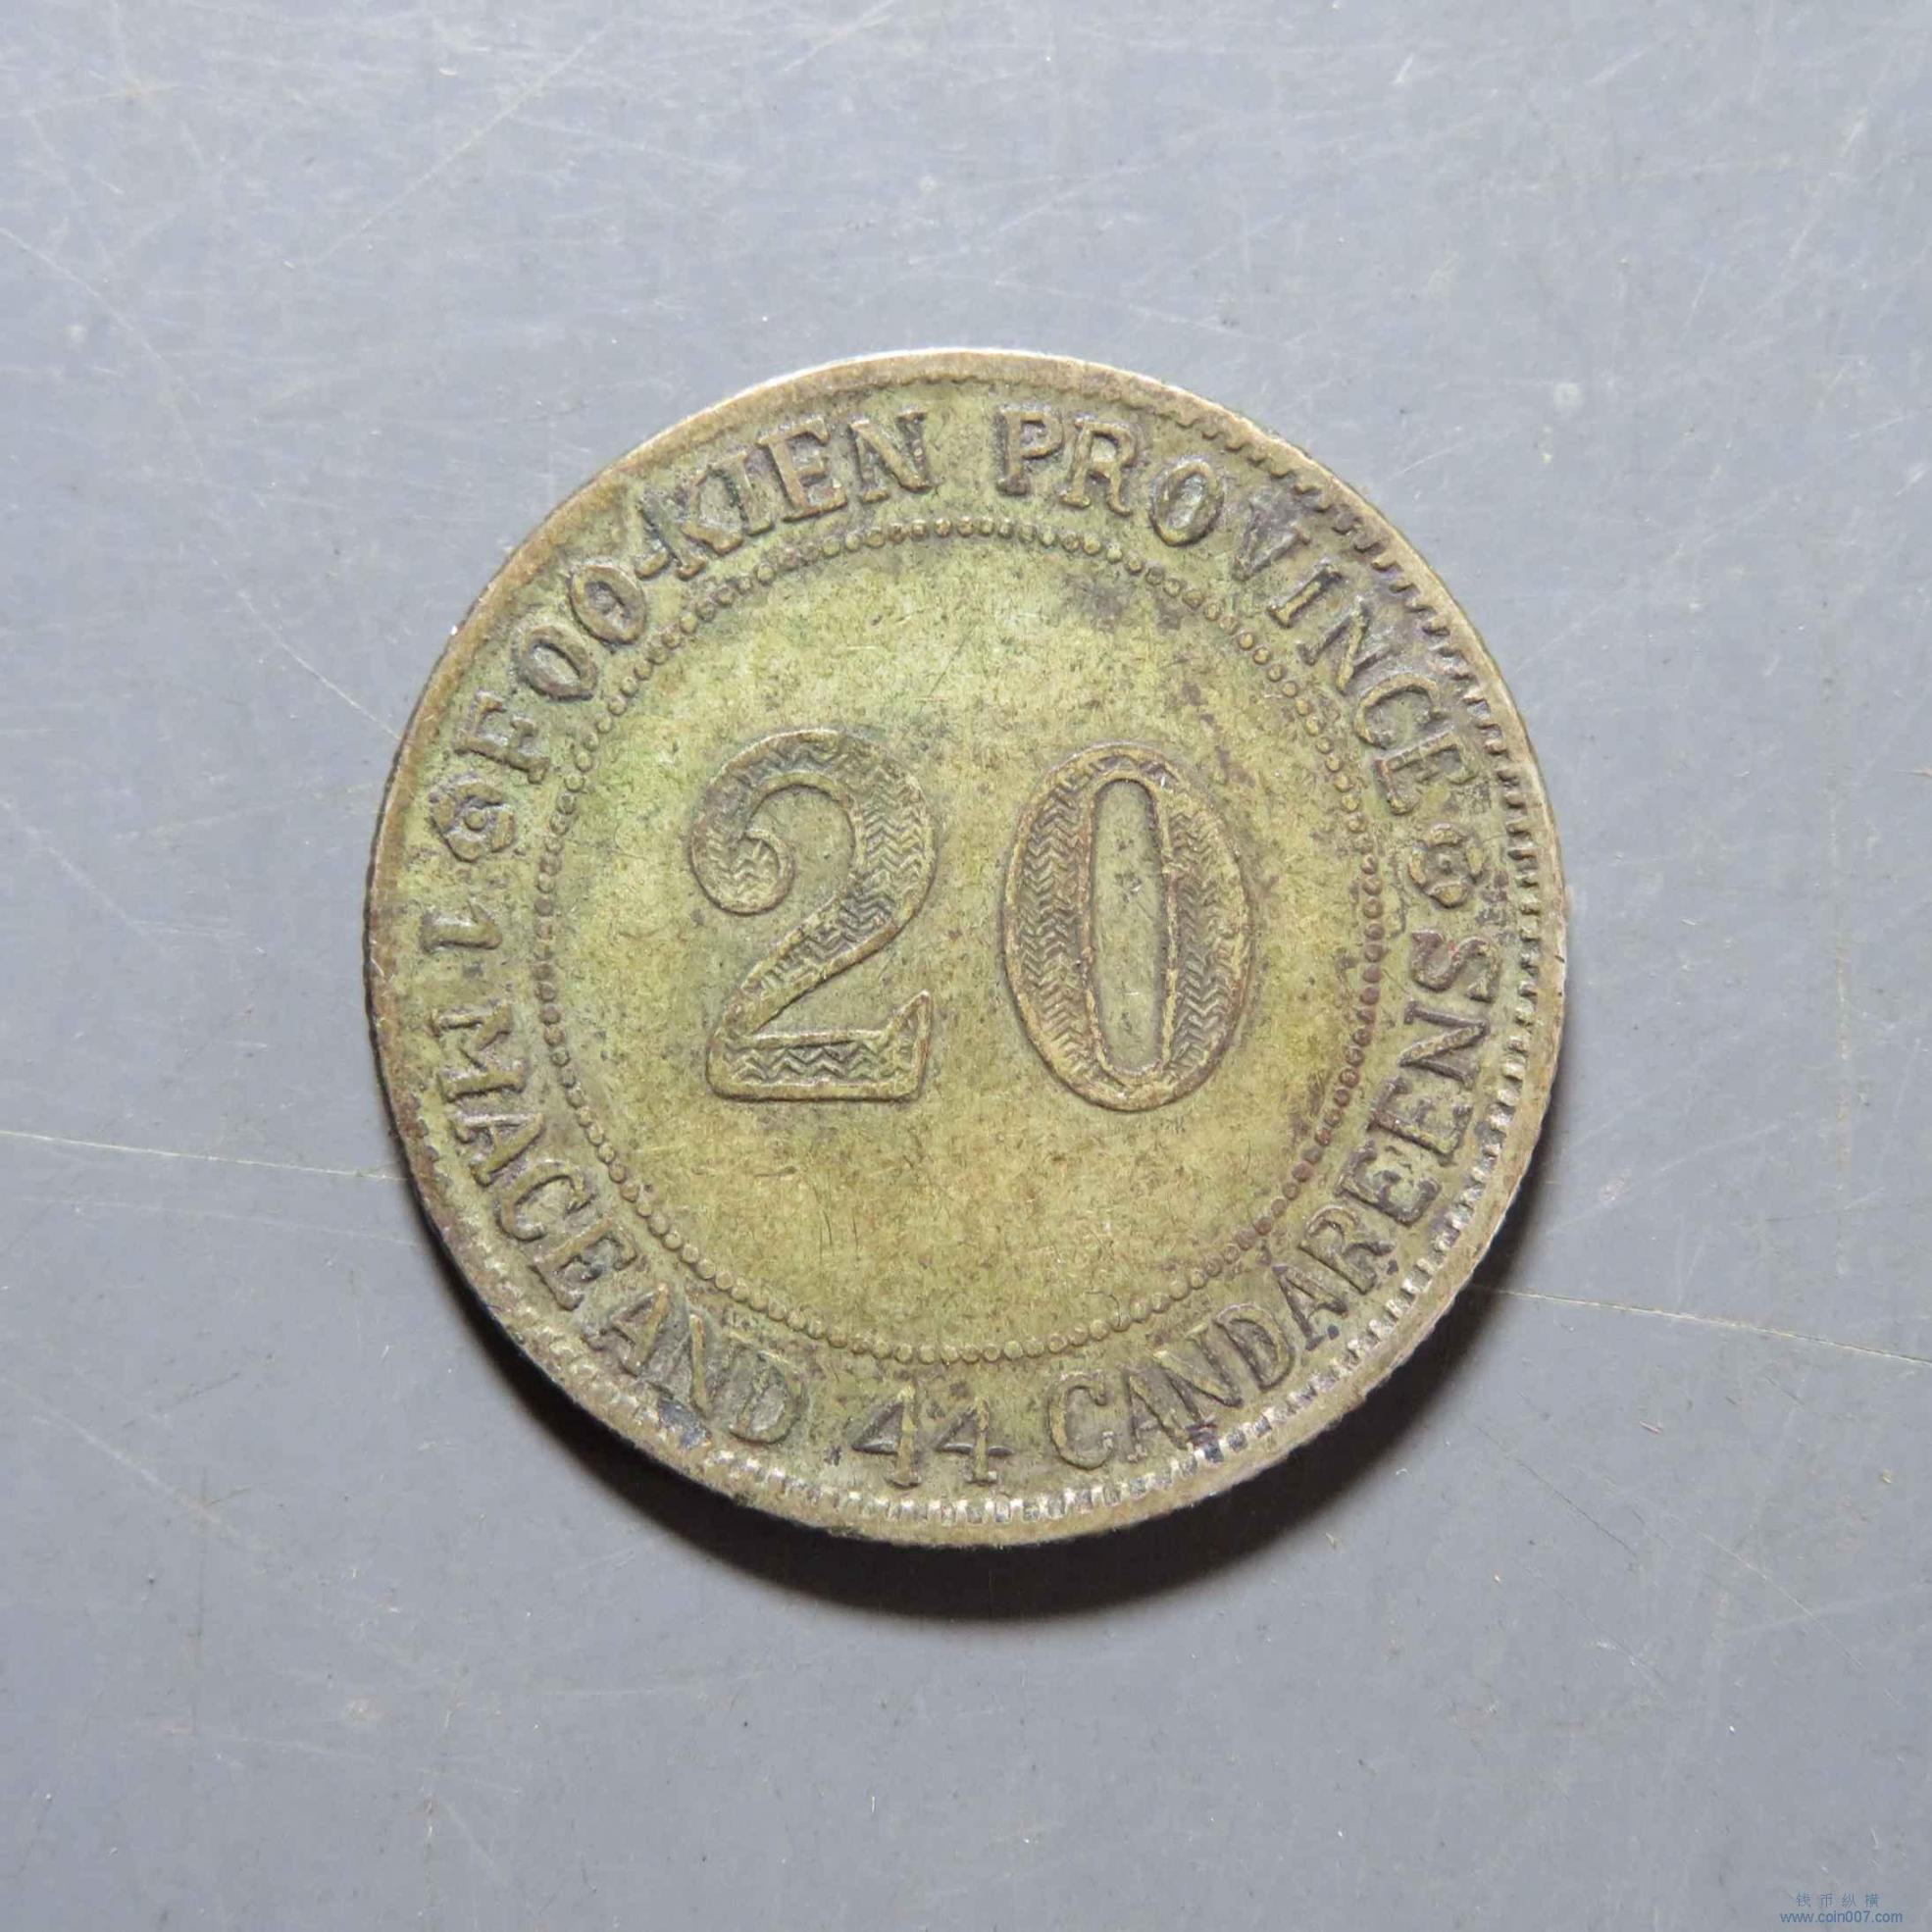 FOO-KIEN PROVINCE
20
1 MACE AND 44 CANDAREENS
钱币纵横
www.coin007.com